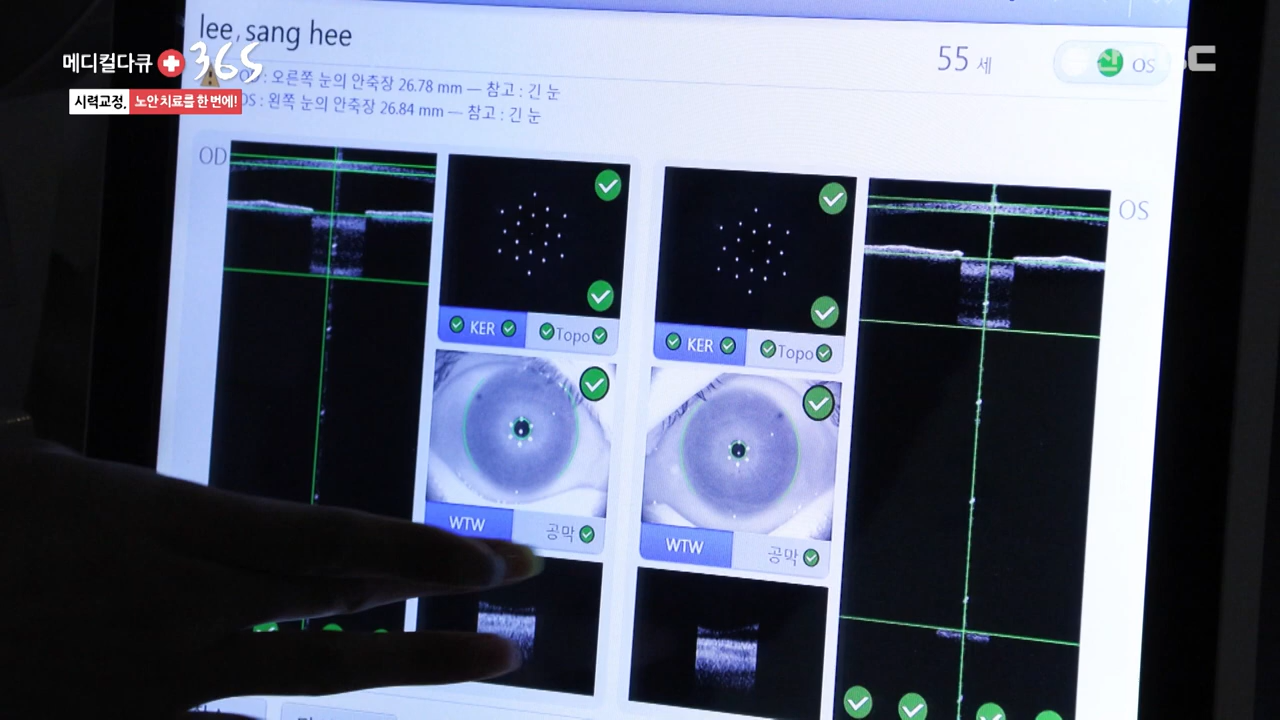 lee, sang hee
55 세
OS
메디컬다큐 365
시력교정, 노안 치료를 한 번에!
: 오른쪽 눈의 안축장 26.78 mm — 참고 : 긴 눈
OS : 왼쪽 눈의 안축장 26.84 mm — 참고 : 긴 눈
OD
OS
KER
Topo
KER
Topo
WTW
공막
WTW
공막